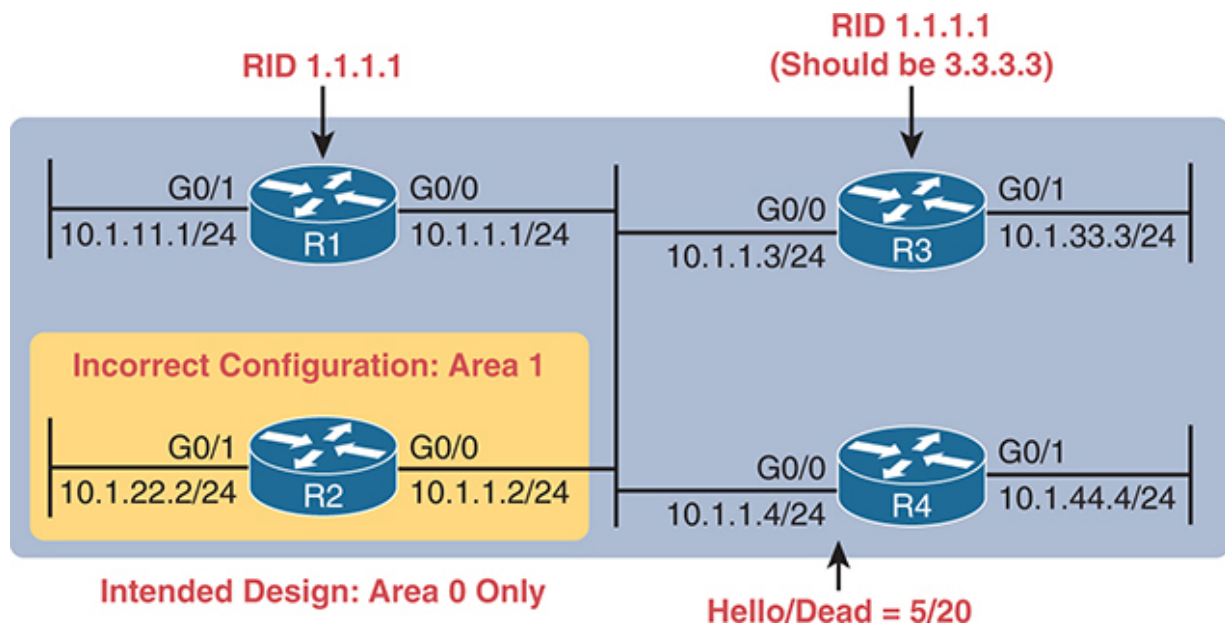 RID 1.1.1.1
RID 1.1.1.1
(Should be 3.3.3.3)
G0/1
10.1.11.1/24
R1
G0/0
10.1.1.1/24
G0/0
10.1.1.3/24
R3
G0/1
10.1.33.3/24
Incorrect Configuration: Area 1
G0/1
10.1.22.2/24
R2
G0/0
10.1.1.2/24
G0/0
10.1.1.4/24
R4
G0/1
10.1.44.4/24
Intended Design: Area 0 Only
Hello/Dead = 5/20